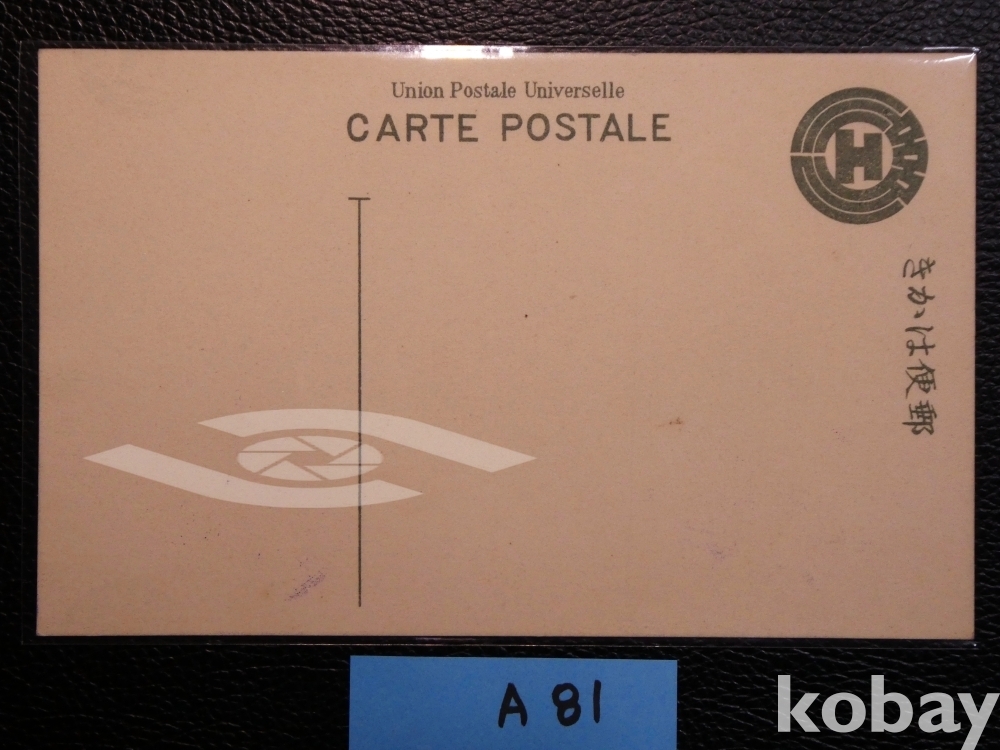 Union Postale Universelle
CARTE POSTALE
H
きかは便郵
A 81
kobay